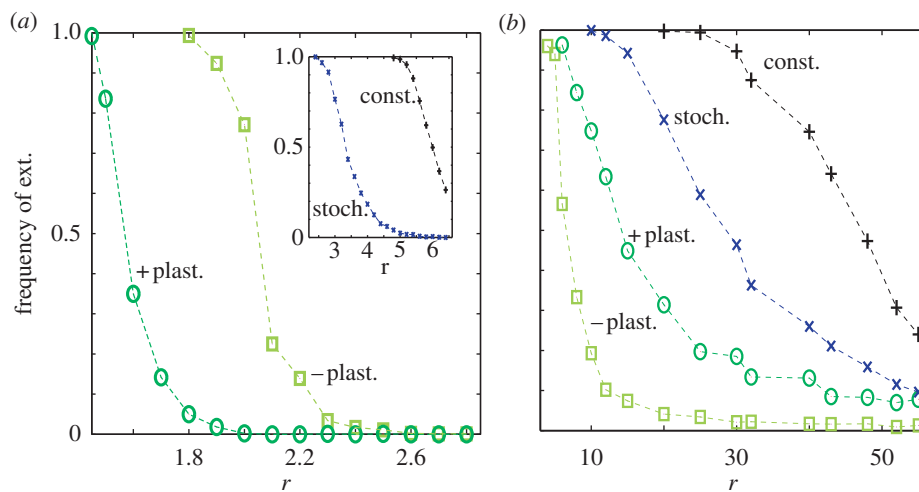 (a)
(b)
1.0
0.5
0
frequency of ext.
+ plast.
– plast.
1.8
2.2
2.6
r
1.0
0.5
0
const.
stoch.
3
4
5
6
r
const.
stoch.
+ plast.
– plast.
10
30
50
r